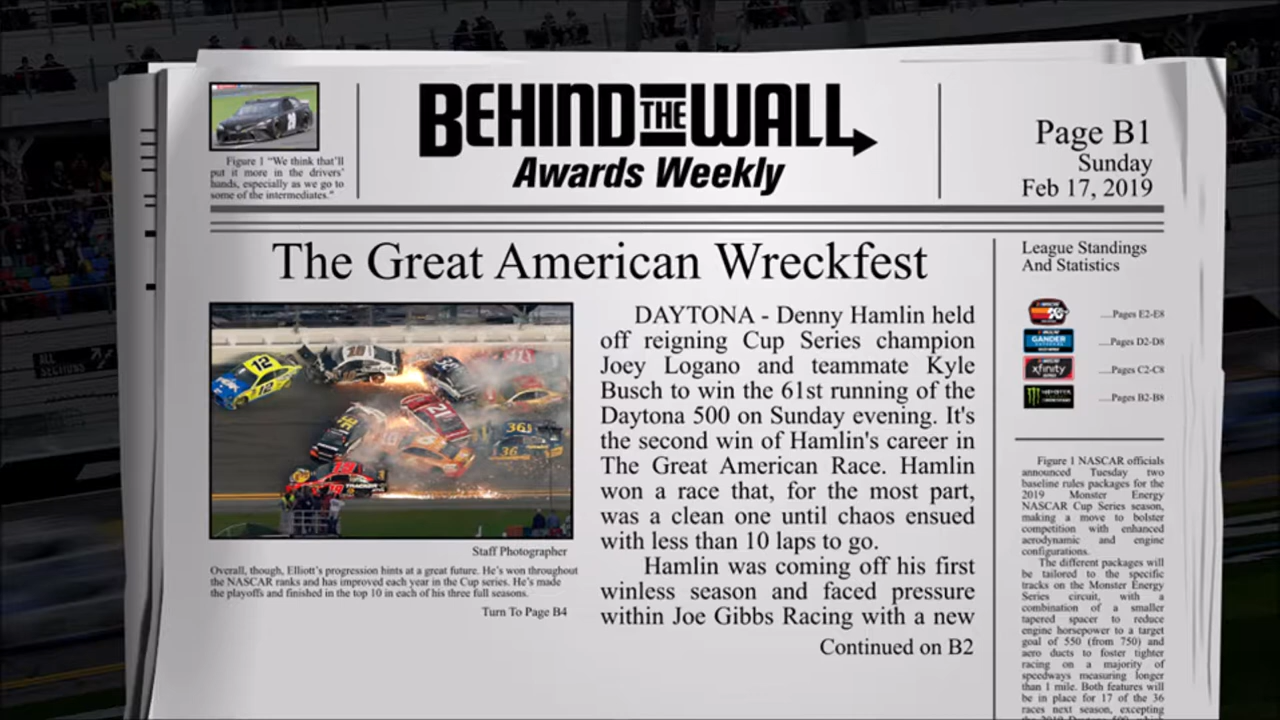 BEHIND THE WALL
Awards Weekly
Figure 1 “We think that’ll
put it more in the drivers’
hands, especially as we go to
some of the intermediates.”
Page B1
Sunday
Feb 17, 2019
The Great American Wreckfest
12
12
21
36
36
19
Staff Photographer
Overall, though, Elliott's progression hints at a great future. He's won throughout
the NASCAR ranks and has improved each year in the Cup series. He's made
the playoffs and finished in the top 10 in each of his three full seasons.
Turn To Page B4
DAYTONA - Denny Hamlin held
off reigning Cup Series champion
Joey Logano and teammate Kyle
Busch to win the 61st running of the
Daytona 500 on Sunday evening. It's
the second win of Hamlin's career in
The Great American Race. Hamlin
won a race that, for the most part,
was a clean one until chaos ensued
with less than 10 laps to go.
Hamlin was coming off his first
winless season and faced pressure
within Joe Gibbs Racing with a new
Continued on B2
League Standings
And Statistics
....Pages E2-E8
GANDER
....Pages D2-D8
xfinity
....Pages C2-C8
....Pages B2-B8
Figure 1 NASCAR officials
announced Tuesday two
baseline rules packages for the
2019 Monster Energy
NASCAR Cup Series season,
making a move to bolster
competition with enhanced
aerodynamic and engine
configurations.
The different packages will
be tailored to the specific
tracks on the Monster Energy
Series circuit, with a
combination of a smaller
tapered spacer to reduce
engine horsepower to a target
goal of 550 (from 750) and
aero ducts to foster tighter
racing on a majority of
speedways measuring longer
than 1 mile. Both features will
be in place for 17 of the 36
races next season, excepting
ALL
SECTIONS